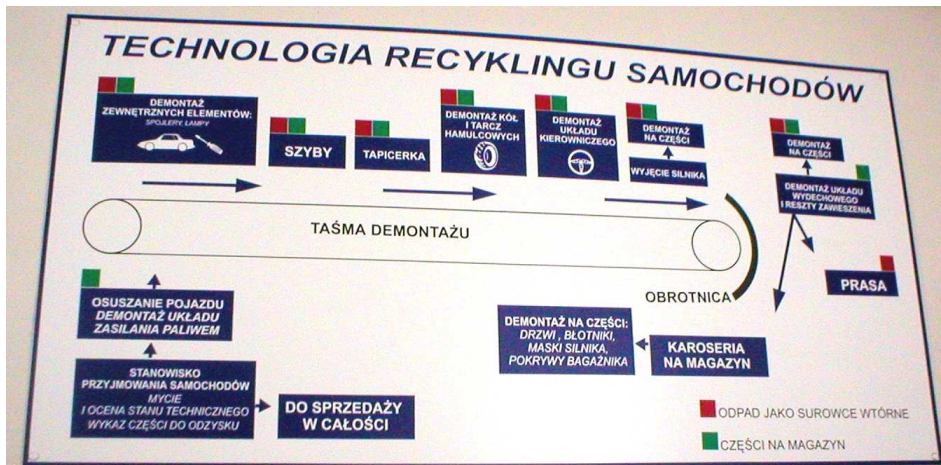 TECHNOLOGIA RECYKLINGU SAMOCHODÓW
DEMONTAŻ
ZEWNĘTRZNYCH ELEMENTÓW:
SPOJLERY, LAMPY
SZYBY
TAPICERKA
DEMONTAŻ KÓŁ
I TARCZ
HAMULCOWYCH
DEMONTAŻ
UKŁADU
KIEROWNICZEGO
DEMONTAŻ
NA CZĘŚCI
WYJĘCIE SILNIKA
DEMONTAŻ
NA CZĘŚCI
DEMONTAŻ UKŁADU
WYDECHOWEGO
I RESZTY ZAWIESZENIA
PRASA
TAŚMA DEMONTAŻU
OBROTNICA
OSUSZANIE POJAZDU
DEMONTAŻ UKŁADU
ZASILANIA PALIWEM
STANOWISKO
PRZYJMOWANIA SAMOCHODÓW
MYCIE
I OCENA STANU TECHNICZNEGO
WYKAZ CZĘŚCI DO ODZYSKU
DO SPRZEDAŻY
W CAŁOŚCI
DEMONTAŻ NA CZĘŚCI:
DRZWI , BŁOTNIKI,
MASKI SILNIKA,
POKRYWY BAGAŻNIKA
KAROSERIA
NA MAGAZYN
ODPAD JAKO SUROWCE WTÓRNE
CZĘŚCI NA MAGAZYN